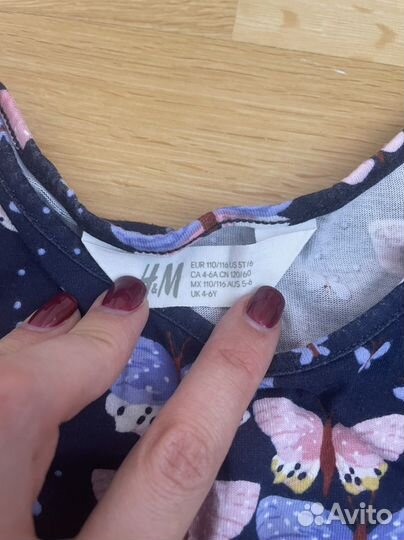 H&M
EUR 110/116 US 5T/6
CA 4-6A CN 120/60
MX 110/116 AUS 5-6
UK 4-6Y
Avito